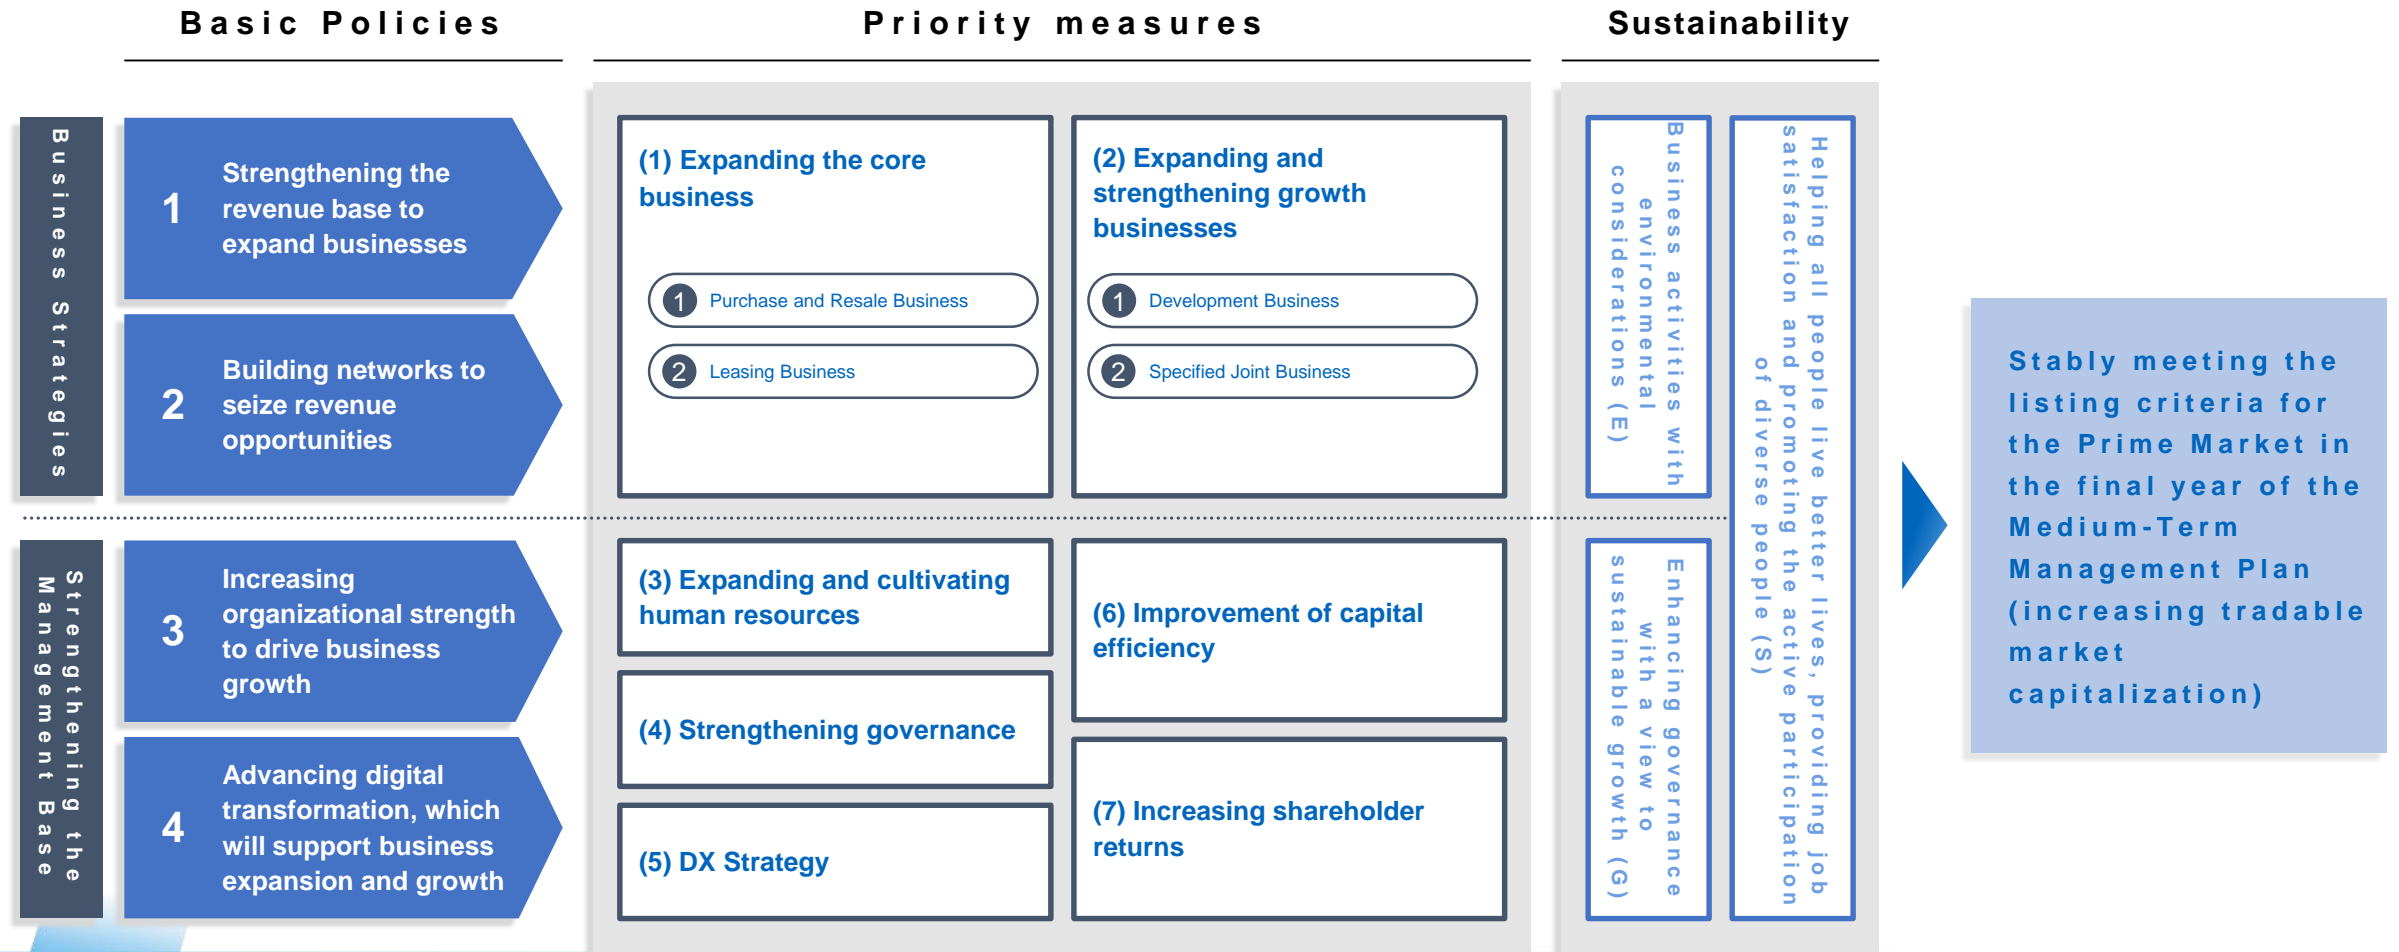 Basic Policies
Priority measures
Sustainability
Business Strategies
1
Strengthening the
revenue base to
expand businesses
2
Building networks to
seize revenue
opportunities
(1) Expanding the core
business
1 Purchase and Resale Business
2 Leasing Business
(2) Expanding and
strengthening growth
businesses
1 Development Business
2 Specified Joint Business
Business activities with
environmental
considerations (E)
Helping all people live better lives, providing job
satisfaction and promoting the active participation
of diverse people (S)
Strengthening the
Management Base
3
Increasing
organizational strength
to drive business
growth
4
Advancing digital
transformation, which
will support business
expansion and growth
(3) Expanding and cultivating
human resources
(4) Strengthening governance
(5) DX Strategy
(6) Improvement of capital
efficiency
(7) Increasing shareholder
returns
Enhancing governance
with a view to
sustainable growth (G)
Stably meeting the
listing criteria for
the Prime Market in
the final year of the
Medium-Term
Management Plan
(increasing tradable
market
capitalization)